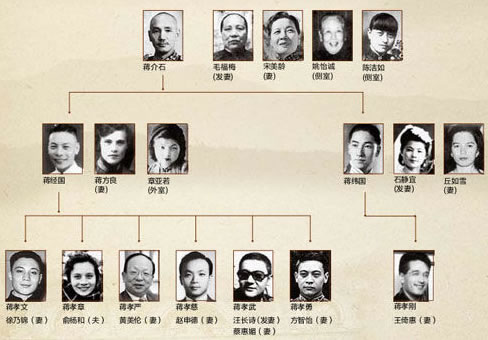 蒋介石
毛福梅
(发妻)
宋美龄
(妻)
姚怡诚
(侧室)
陈洁如
(侧室)
蒋经国
蒋方良
(妻)
章亚若
(外室)
蒋纬国
石静宜
(发妻)
丘如雪
(妻)
蒋孝文
徐乃锦（妻）
蒋孝章
俞杨和（夫）
蒋孝严
黄美伦（妻）
蒋孝慈
赵申德（妻）
蒋孝武
汪长诗(发妻)
蔡惠媚（妻）
蒋孝勇
方智怡（妻）
蒋孝刚
王倚惠（妻）